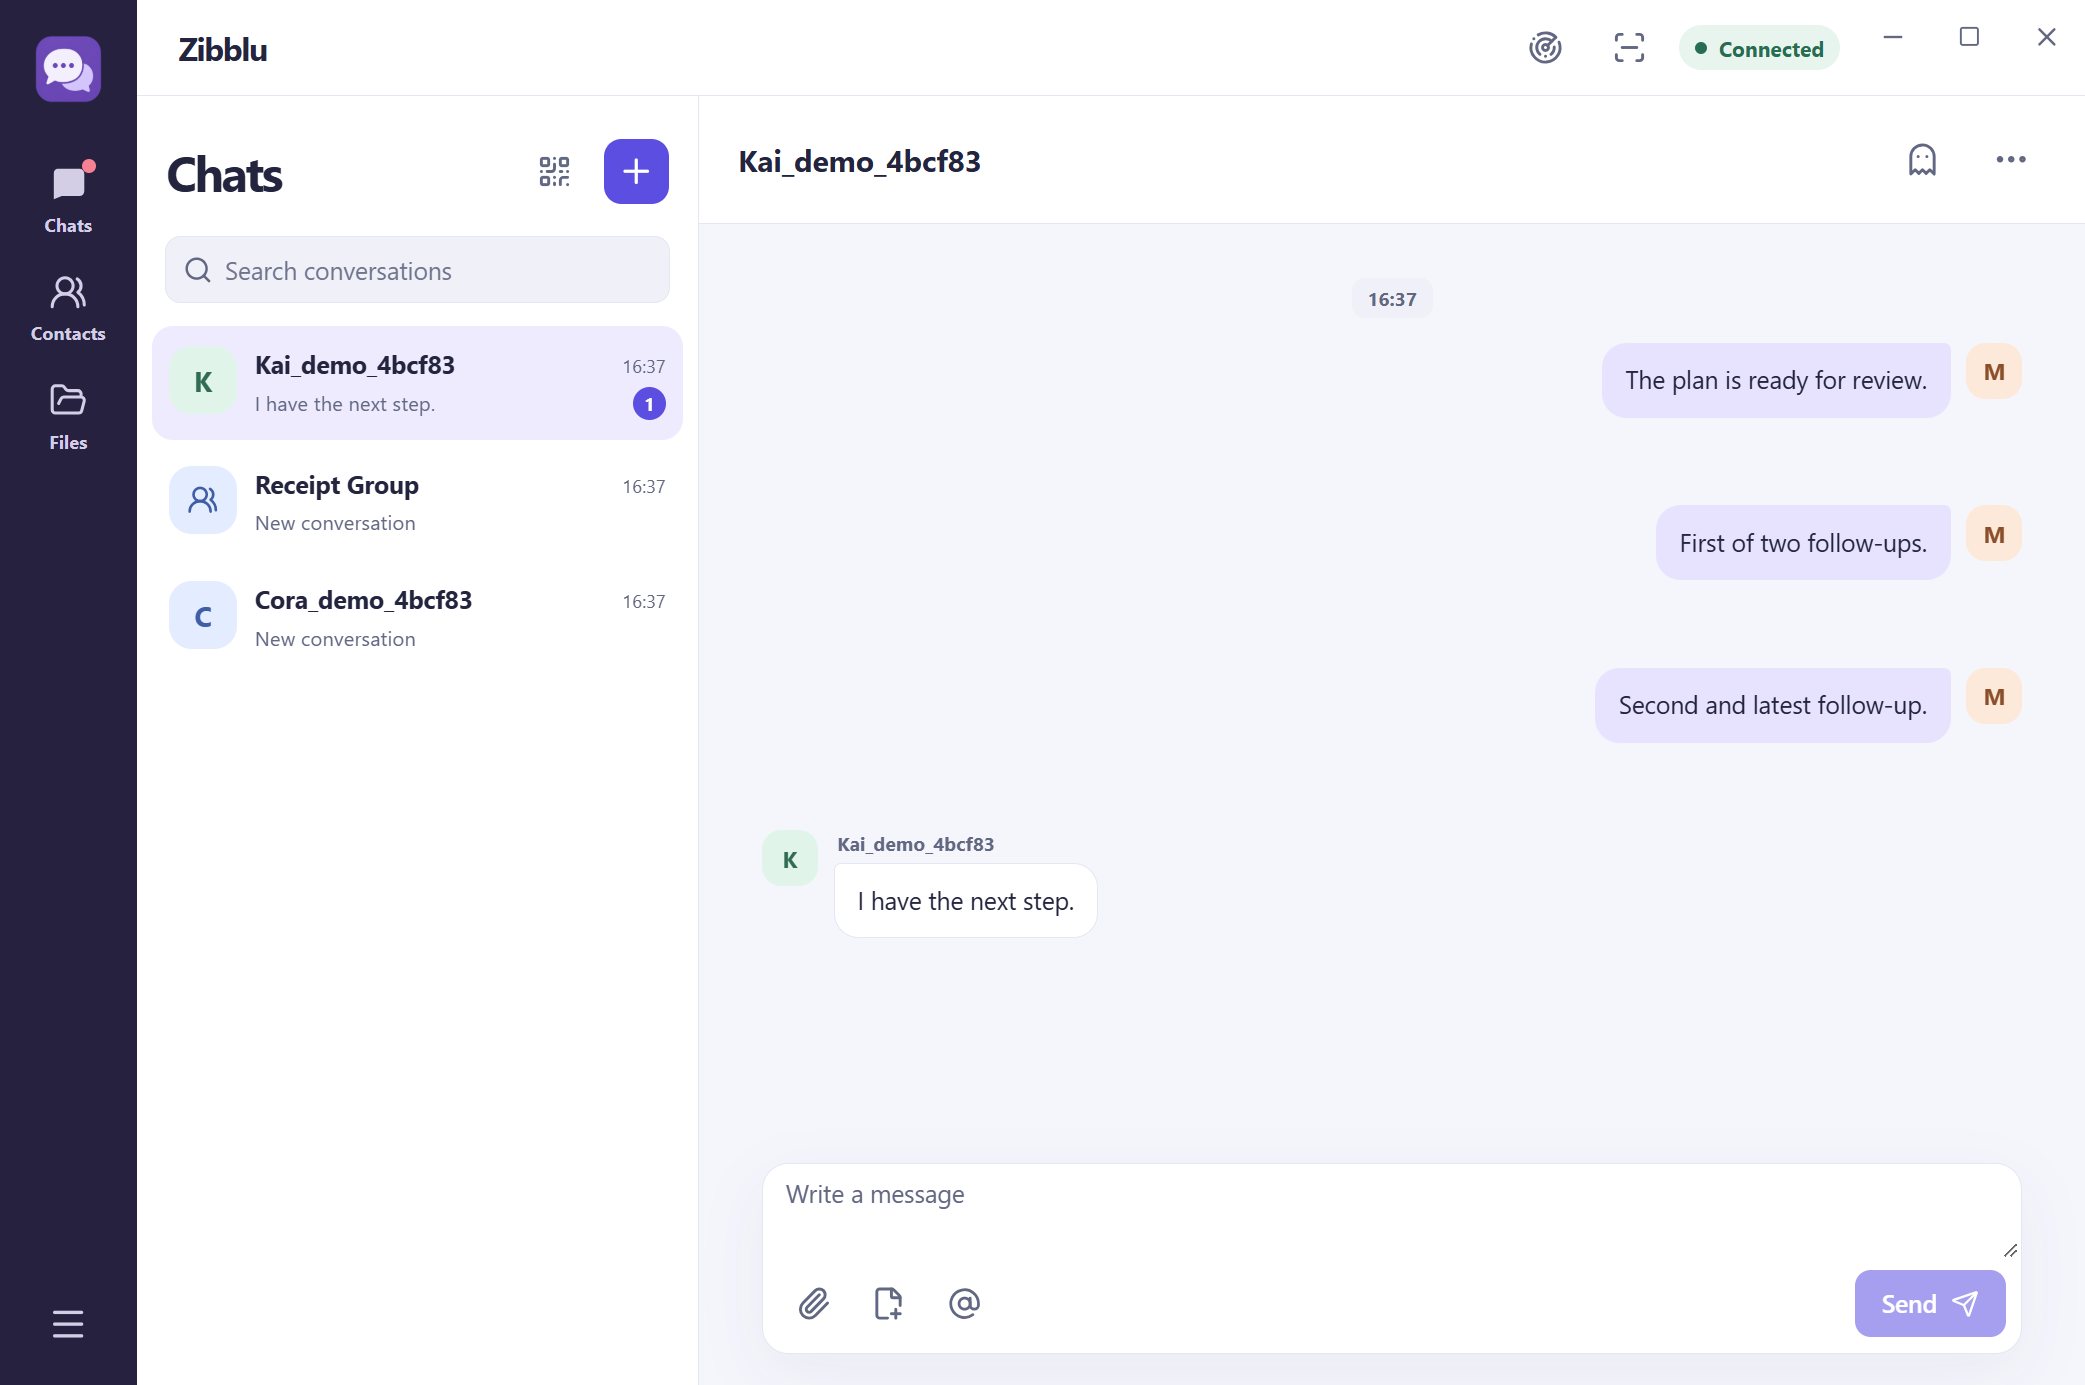 Zibblu
Connected
Chats
Contacts
Files
Chats
Search conversations
K
Kai_demo_4bcf83
16:37
I have the next step.
1
Receipt Group
16:37
New conversation
C
Cora_demo_4bcf83
16:37
New conversation
Kai_demo_4bcf83
16:37
The plan is ready for review.
M
First of two follow-ups.
M
Second and latest follow-up.
M
K
Kai_demo_4bcf83
I have the next step.
Write a message
Send